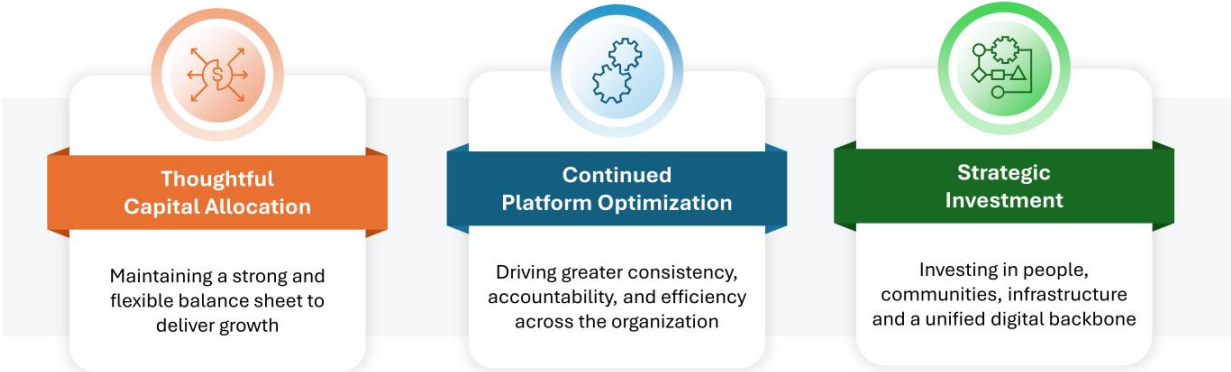 Thoughtful
Capital Allocation
Maintaining a strong and
flexible balance sheet to
deliver growth
Continued
Platform Optimization
Driving greater consistency,
accountability, and efficiency
across the organization
Strategic
Investment
Investing in people,
communities, infrastructure
and a unified digital backbone